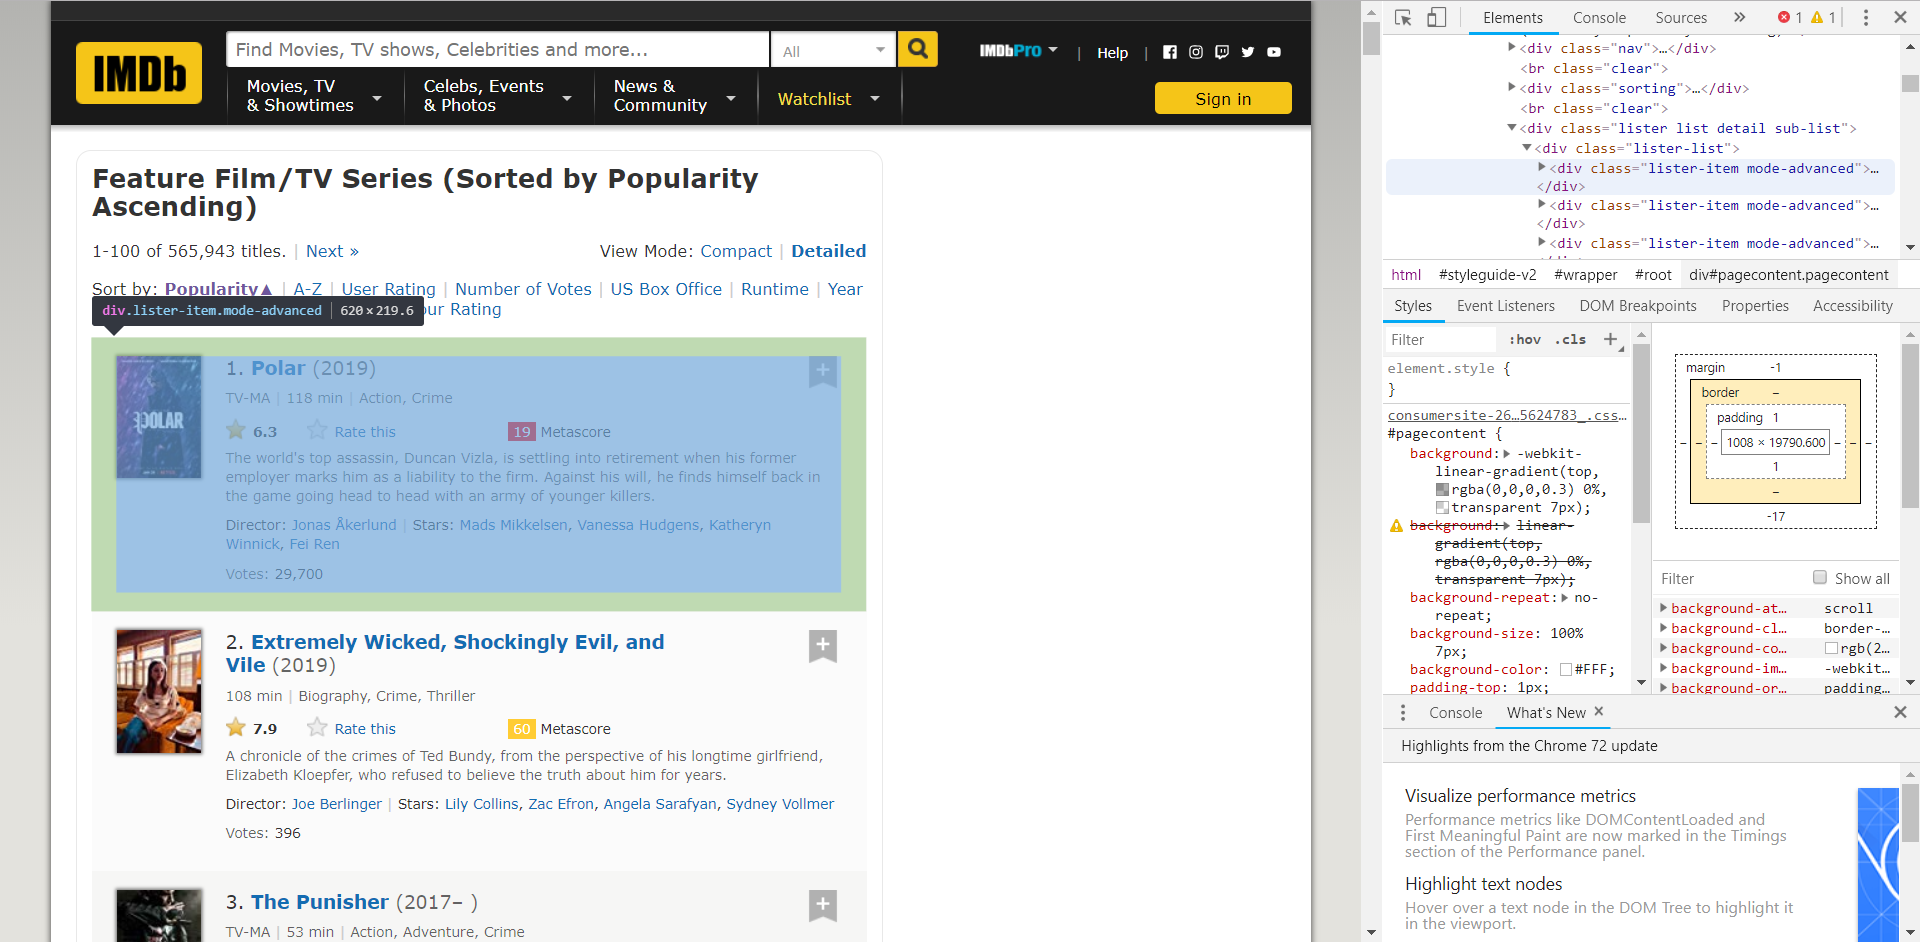 IMDb
Find Movies, TV shows, Celebrities and more...
All
IMDbPro
|
Help
|
Movies, TV
& Showtimes
Celebs, Events
& Photos
News &
Community
Watchlist
Sign in
Feature Film/TV Series (Sorted by Popularity
Ascending)
1-100 of 565,943 titles. | Next »
View Mode: Compact | Detailed
Sort by: Popularity▲ | A-Z | User Rating | Number of Votes | US Box Office | Runtime | Year
our Rating
div.lister-item.mode-advanced | 620 × 219.6
POLAR
1. Polar (2019)
TV-MA | 118 min | Action, Crime
6.3 Rate this 19 Metascore
The world's top assassin, Duncan Vizla, is settling into retirement when his former
employer marks him as a liability to the firm. Against his will, he finds himself back in
the game going head to head with an army of younger killers.
Director: Jonas Åkerlund | Stars: Mads Mikkelsen, Vanessa Hudgens, Katheryn
Winnick, Fei Ren
Votes: 29,700
2. Extremely Wicked, Shockingly Evil, and
Vile (2019)
108 min | Biography, Crime, Thriller
7.9 Rate this 60 Metascore
A chronicle of the crimes of Ted Bundy, from the perspective of his longtime girlfriend,
Elizabeth Kloepfer, who refused to believe the truth about him for years.
Director: Joe Berlinger | Stars: Lily Collins, Zac Efron, Angela Sarafyan, Sydney Vollmer
Votes: 396
3. The Punisher (2017– )
TV-MA | 53 min | Action, Adventure, Crime
Elements Console Sources » 1 1
<div class="nav">…</div>
<br class="clear">
<div class="sorting">…</div>
<br class="clear">
<div class="lister list detail sub-list">
<div class="lister-list">
<div class="lister-item mode-advanced">…
</div>
<div class="lister-item mode-advanced">…
</div>
<div class="lister-item mode-advanced">…
html #styleguide-v2 #wrapper #root div#pagecontent.pagecontent
Styles Event Listeners DOM Breakpoints Properties Accessibility
Filter :hov .cls +
element.style {
}
consumersite-26…5624783_.css…
#pagecontent {
background: -webkit-
linear-gradient(top,
rgba(0,0,0,0.3) 0%,
transparent 7px);
background: linear-
gradient(top,
rgba(0,0,0,0.3) 0%,
transparent 7px);
background-repeat: no-
repeat;
background-size: 100%
7px;
background-color: #FFF;
padding-top: 1px;
margin -1
border –
padding 1
– – – 1008 × 19790.600 – – –
1
–
-17
Filter Show all
background-at… scroll
background-cl… border-…
background-co… rgb(2…
background-im… -webkit…
background-or… padding…
Console What's New ×
Highlights from the Chrome 72 update
Visualize performance metrics
Performance metrics like DOMContentLoaded and
First Meaningful Paint are now marked in the Timings
section of the Performance panel.
Highlight text nodes
Hover over a text node in the DOM Tree to highlight it
in the viewport.